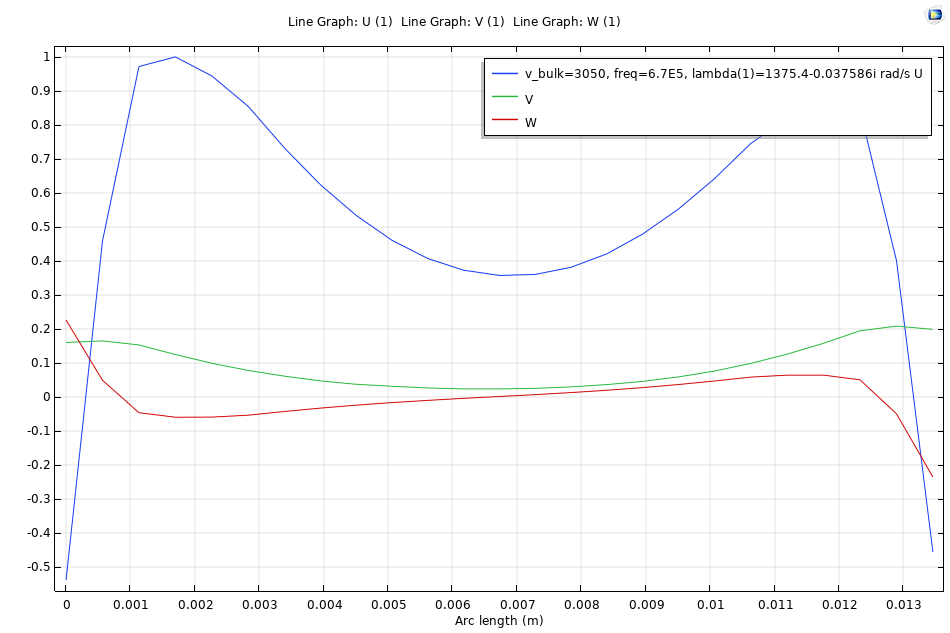 Line Graph: U (1) Line Graph: V (1) Line Graph: W (1)
v_bulk=3050, freq=6.7E5, lambda(1)=1375.4-0.037586i rad/s U
V
W
1
0.9
0.8
0.7
0.6
0.5
0.4
0.3
0.2
0.1
0
-0.1
-0.2
-0.3
-0.4
-0.5
0 0.001 0.002 0.003 0.004 0.005 0.006 0.007 0.008 0.009 0.01 0.011 0.012 0.013
Arc length (m)